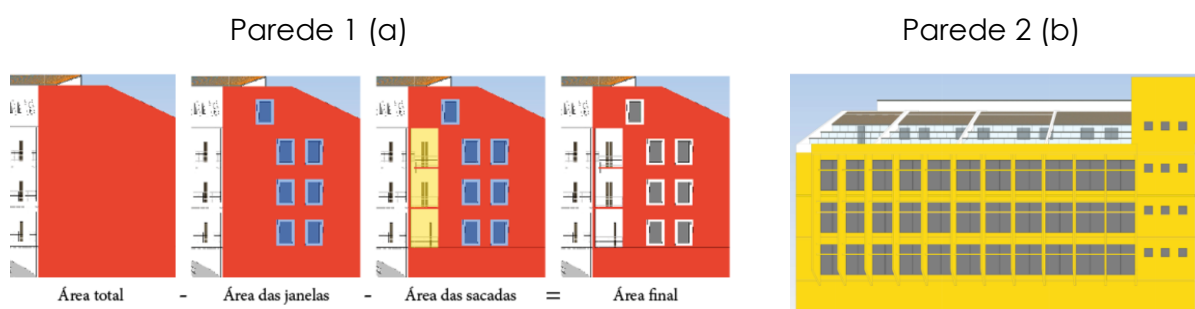 Parede 1 (a)
Parede 2 (b)
Área total - Área das janelas - Área das sacadas = Área final